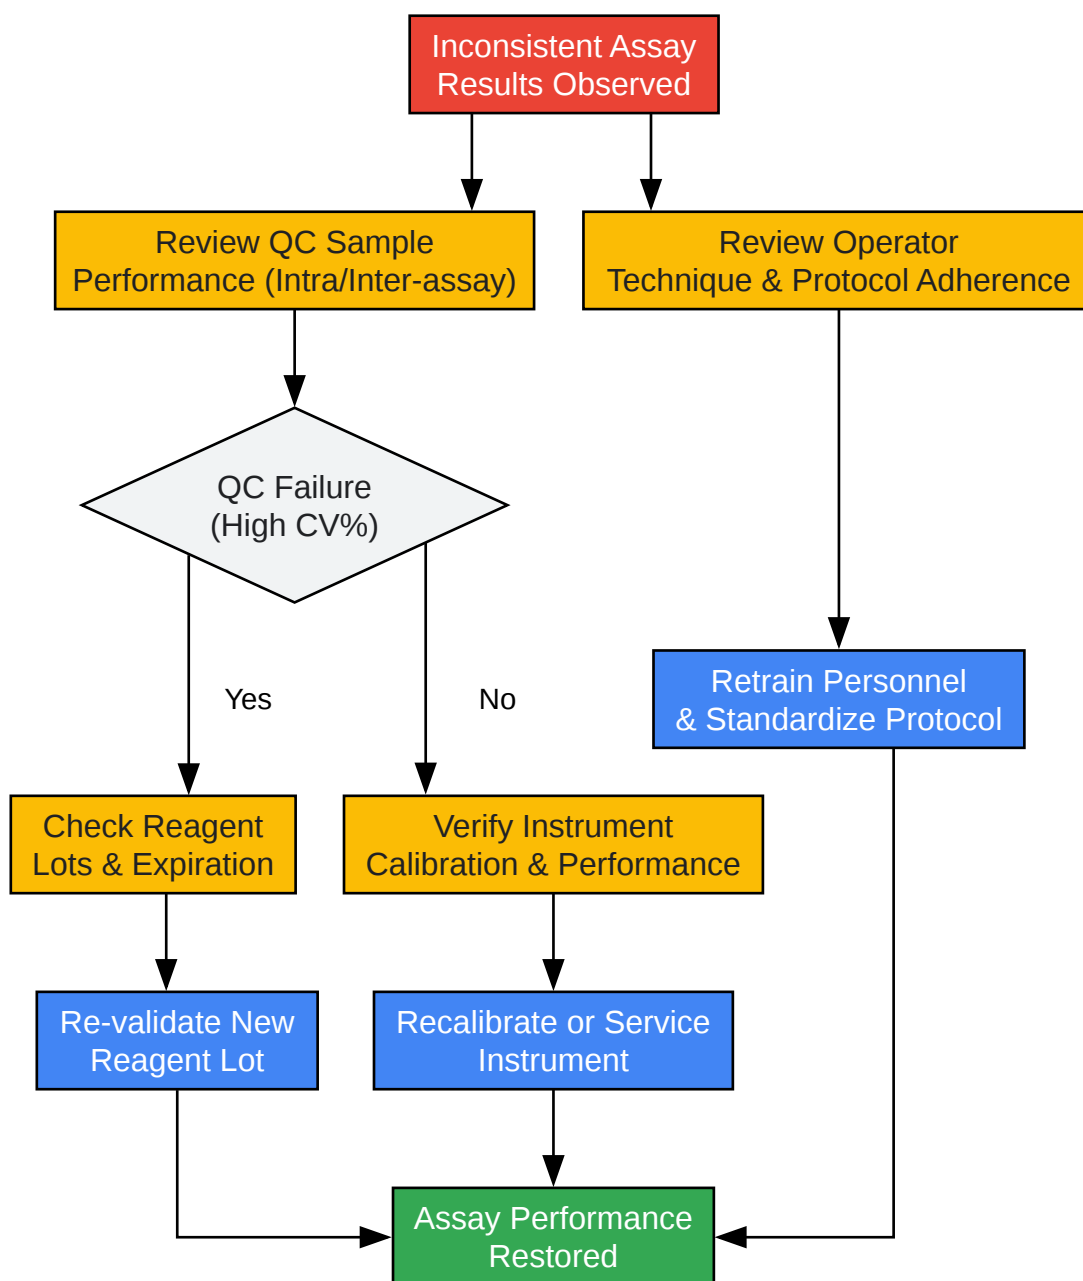 Inconsistent Assay
Results Observed
Review QC Sample
Performance (Intra/Inter-assay)
Review Operator
Technique & Protocol Adherence
QC Failure
(High CV%)
Yes
No
Retrain Personnel
& Standardize Protocol
Check Reagent
Lots & Expiration
Verify Instrument
Calibration & Performance
Re-validate New
Reagent Lot
Recalibrate or Service
Instrument
Assay Performance
Restored